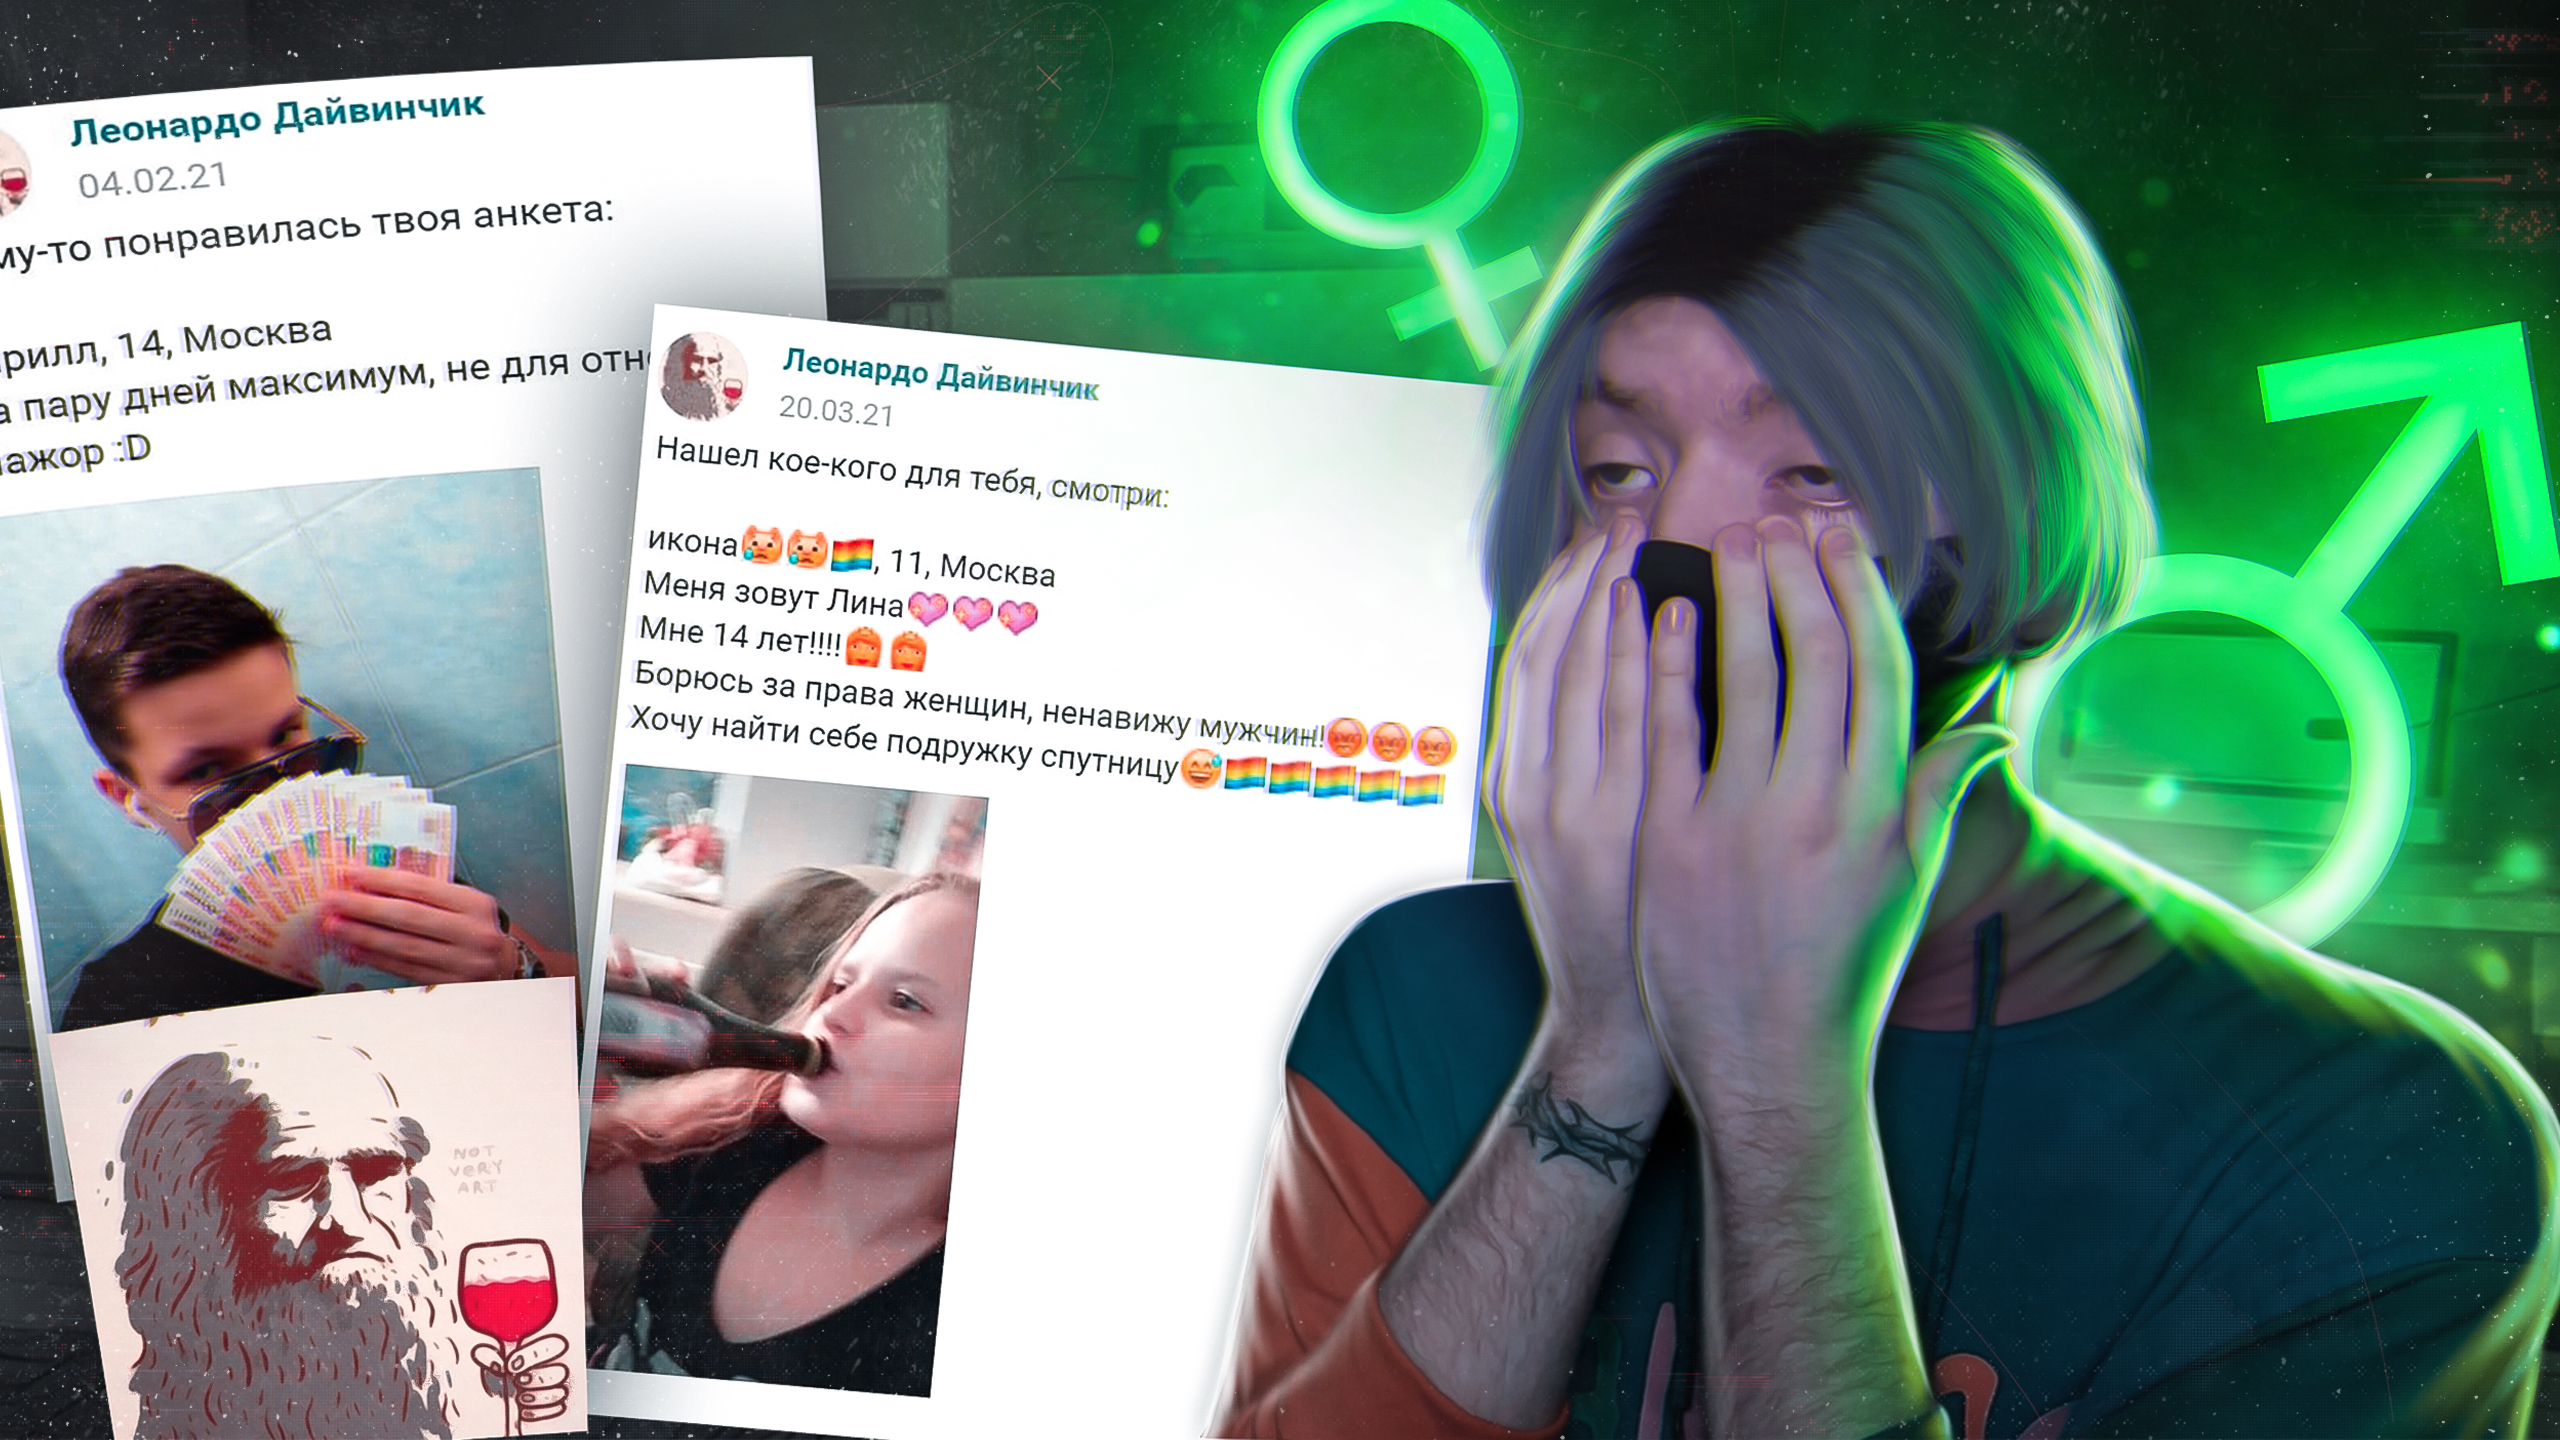 Леонардо Дайвинчик
04.02.21
му-то понравилась твоя анкета:
рилл, 14, Москва
а пару дней максимум, не для отн
ажор :D
Леонардо Дайвинчик
20.03.21
Нашел кое-кого для тебя, смотри:
икона😿😿🏳️‍🌈, 11, Москва
Меня зовут Лина💖💖💖
Мне 14 лет!!!!
Борюсь за права женщин, ненавижу мужчин!😡😡😡
Хочу найти себе подружку спутницу😅🏳️‍🌈🏳️‍🌈🏳️‍🌈🏳️‍🌈🏳️‍🌈
NOT
VERY
ART